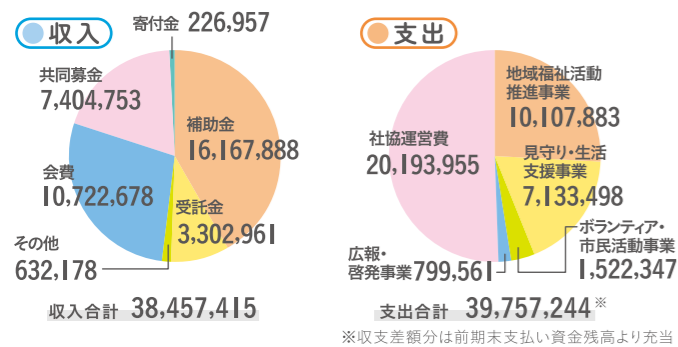 収入
寄付金 226,957
共同募金
7,404,753
補助金
16,167,888
会費
10,722,678
受託金
3,302,961
その他
632,178
収入合計 38,457,415
支出
地域福祉活動
推進事業
10,107,883
社協運営費
20,193,955
見守り・生活
支援事業
7,133,498
ボランティア・
市民活動事業
1,522,347
広報・
啓発事業 799,561
支出合計 39,757,244※
※収支差額分は前期末支払い資金残高より充当